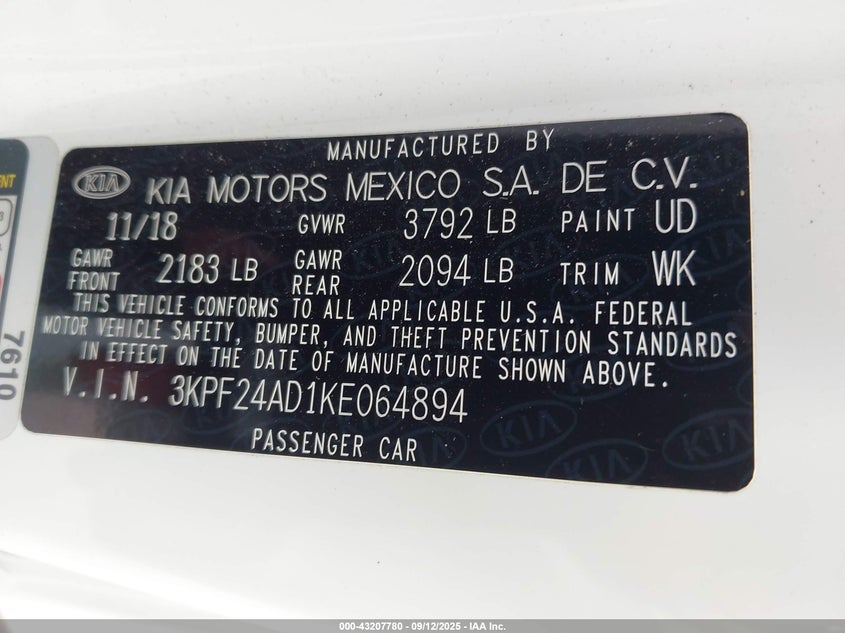 MANUFACTURED BY
KIA KIA MOTORS MEXICO S.A. DE C.V.
11/18 GVWR 3792 LB PAINT UD
GAWR FRONT 2183 LB GAWR REAR 2094 LB TRIM WK
THIS VEHICLE CONFORMS TO ALL APPLICABLE U.S.A. FEDERAL
MOTOR VEHICLE SAFETY, BUMPER, AND THEFT PREVENTION STANDARDS
IN EFFECT ON THE DATE OF MANUFACTURE SHOWN ABOVE.
V.I.N. 3KPF24AD1KE064894
PASSENGER CAR
7610
000-43207780 - 09/12/2025 - IAA Inc.